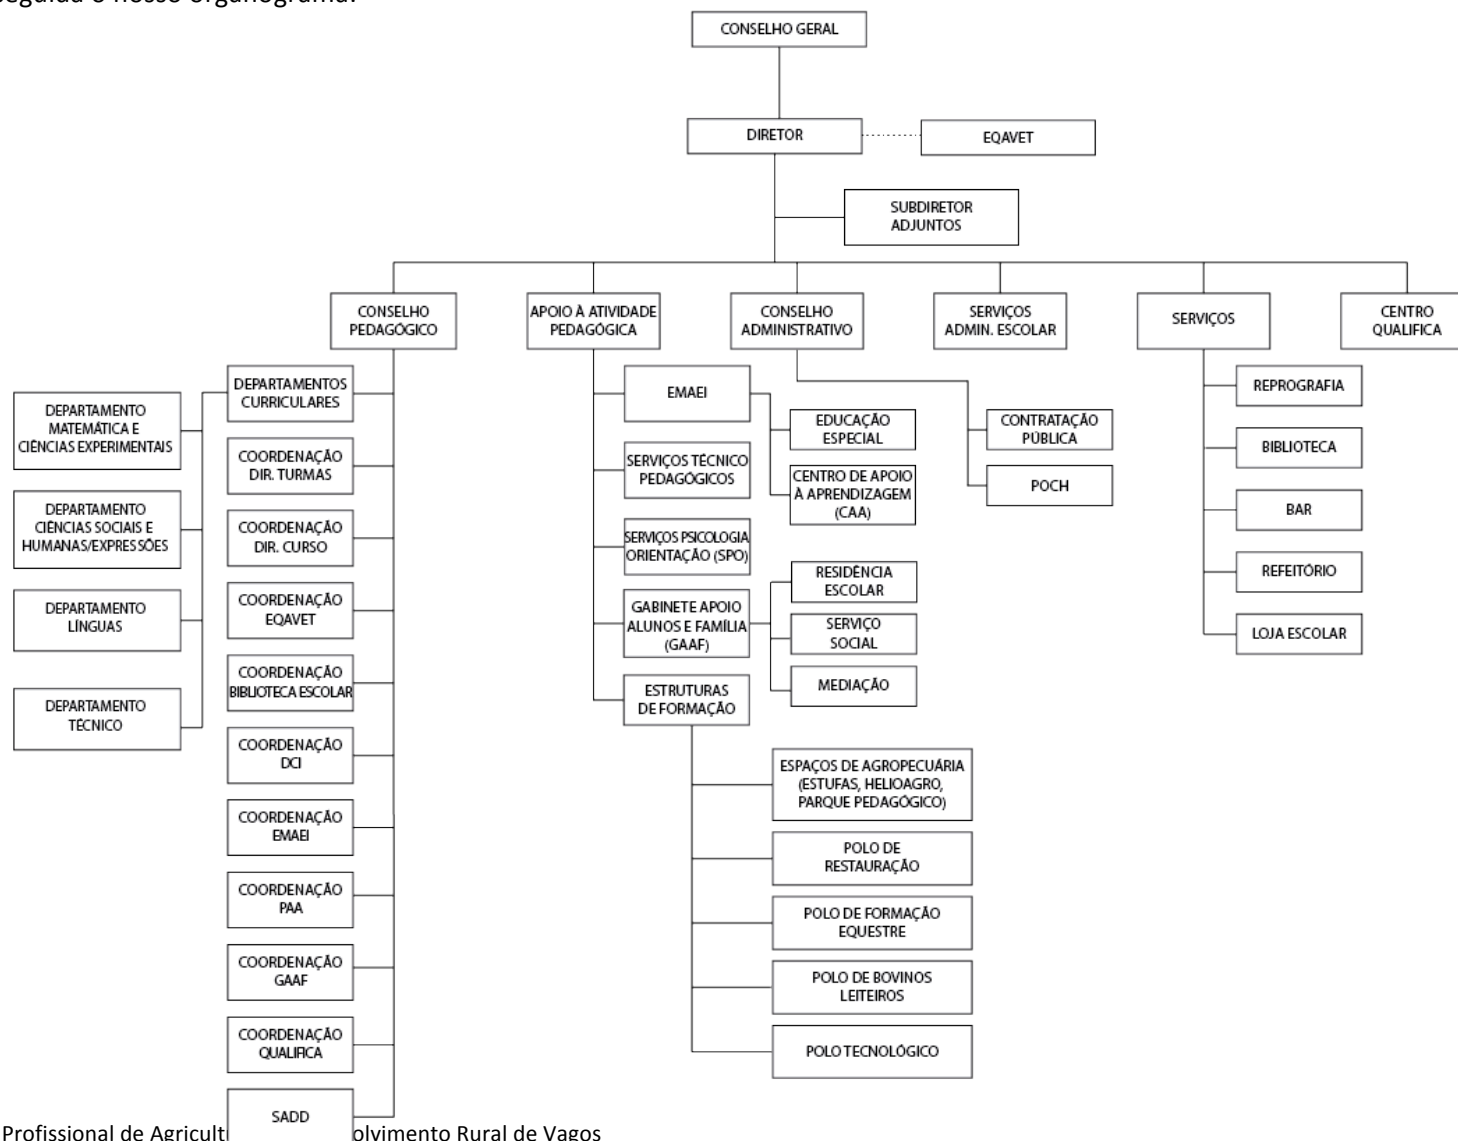 seguida o nosso organograma:
CONSELHO GERAL
DIRETOR
EQAVET
SUBDIRETOR
ADJUNTOS
CONSELHO
PEDAGÓGICO
APOIO À ATIVIDADE
PEDAGÓGICA
CONSELHO
ADMINISTRATIVO
SERVIÇOS
ADMIN. ESCOLAR
SERVIÇOS
CENTRO
QUALIFICA
DEPARTAMENTOS
CURRICULARES
DEPARTAMENTO
MATEMÁTICA E
CIÊNCIAS EXPERIMENTAIS
DEPARTAMENTO
CIÊNCIAS SOCIAIS E
HUMANAS/EXPRESSÕES
DEPARTAMENTO
LÍNGUAS
DEPARTAMENTO
TÉCNICO
COORDENAÇÃO
DIR. TURMAS
COORDENAÇÃO
DIR. CURSO
COORDENAÇÃO
EQAVET
COORDENAÇÃO
BIBLIOTECA ESCOLAR
COORDENAÇÃO
DCI
COORDENAÇÃO
EMAEI
COORDENAÇÃO
PAA
COORDENAÇÃO
GAAF
COORDENAÇÃO
QUALIFICA
SADD
EMAEI
EDUCAÇÃO
ESPECIAL
CENTRO DE APOIO
À APRENDIZAGEM
(CAA)
SERVIÇOS TÉCNICO
PEDAGÓGICOS
SERVIÇOS PSICOLOGIA
ORIENTAÇÃO (SPO)
GABINETE APOIO
ALUNOS E FAMÍLIA
(GAAF)
RESIDÊNCIA
ESCOLAR
SERVIÇO
SOCIAL
MEDIAÇÃO
ESTRUTURAS
DE FORMAÇÃO
ESPAÇOS DE AGROPECUÁRIA
(ESTUFAS, HELIOAGRO,
PARQUE PEDAGÓGICO)
POLO DE
RESTAURAÇÃO
POLO DE FORMAÇÃO
EQUESTRE
POLO DE BOVINOS
LEITEIROS
POLO TECNOLÓGICO
CONTRATAÇÃO
PÚBLICA
POCH
REPROGRAFIA
BIBLIOTECA
BAR
REFEITÓRIO
LOJA ESCOLAR
Profissional de Agricult olvimento Rural de Vagos